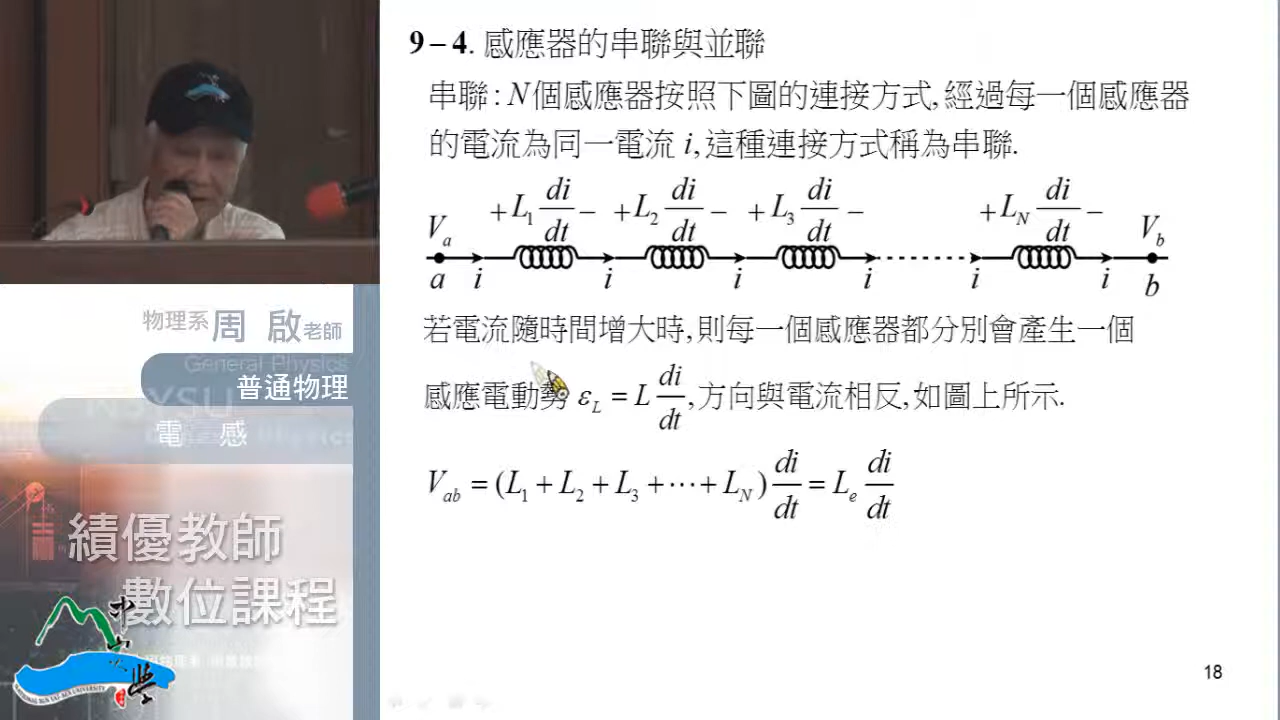 9－4. 感應器的串聯與並聯
串聯 : N個感應器按照下圖的連接方式, 經過每一個感應器
的電流為同一電流 i, 這種連接方式稱為串聯.
V_a + L_1 di/dt − + L_2 di/dt − + L_3 di/dt − + L_N di/dt − V_b
a i i i i i i b
若電流隨時間增大時, 則每一個感應器都分別會產生一個
感應電動勢 ε_L = L di/dt, 方向與電流相反, 如圖上所示.
V_ab = (L_1 + L_2 + L_3 + ⋯ + L_N) di/dt = L_e di/dt
18
物理系 周 啟 老師
General Physics
普通物理
電 感
績優教師
數位課程